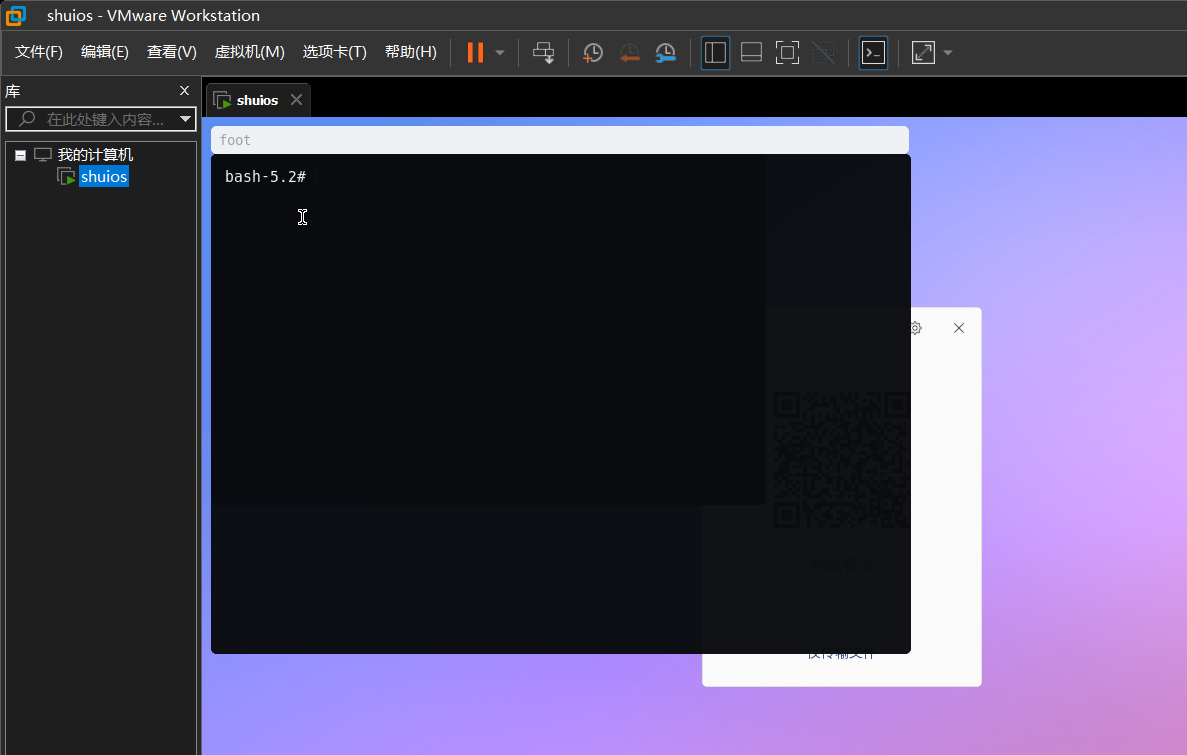 shuios - VMware Workstation
文件(F) 编辑(E) 查看(V) 虚拟机(M) 选项卡(T) 帮助(H)
库
在此处键入内容...
我的计算机
shuios
shuios
foot
bash-5.2#